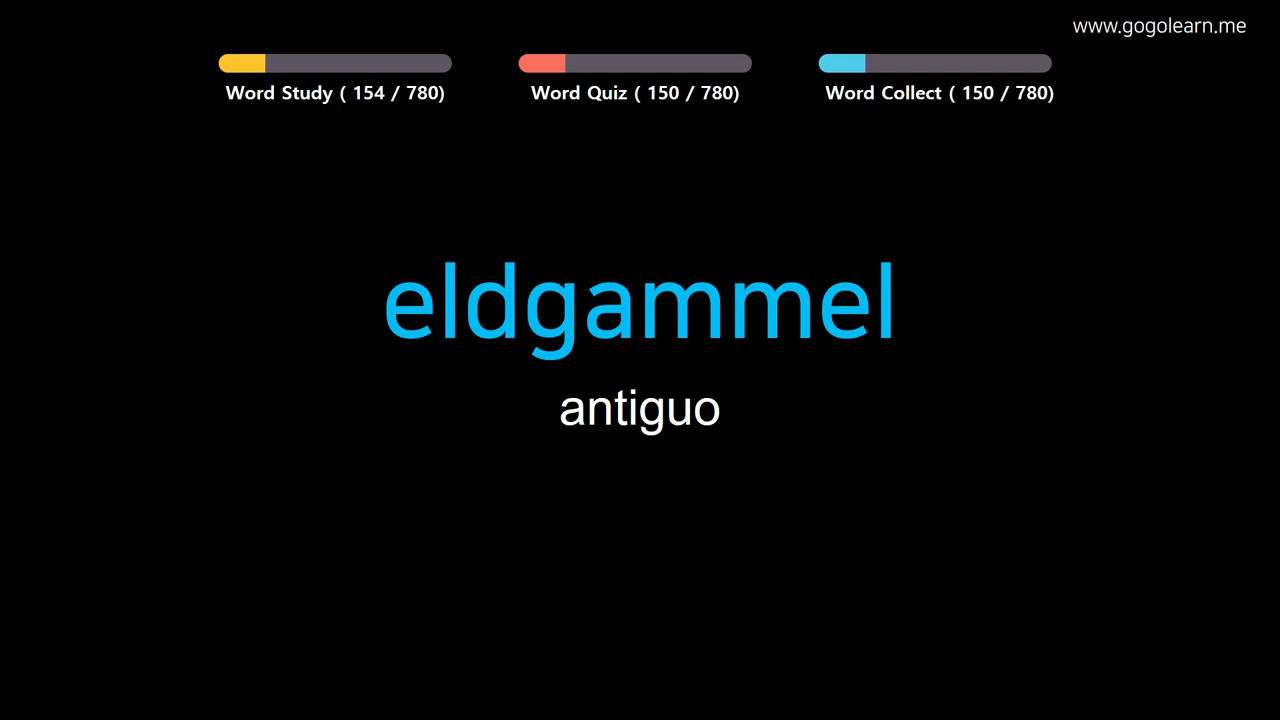 www.gogolearn.me
Word Study ( 154 / 780)
Word Quiz ( 150 / 780)
Word Collect ( 150 / 780)
eldgammel
antiguo